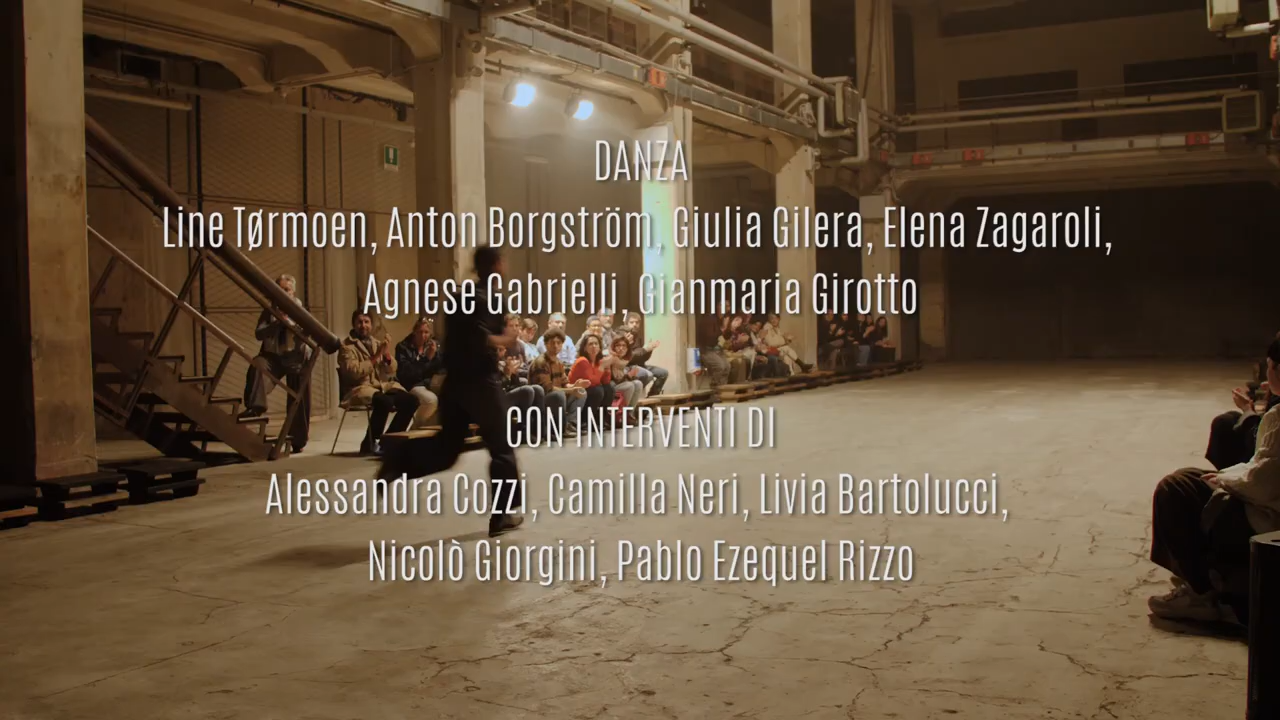 DANZA
Line Tørmoen, Anton Borgström, Giulia Gilera, Elena Zagaroli,
Agnese Gabrielli, Gianmaria Girotto
CON INTERVENTI DI
Alessandra Cozzi, Camilla Neri, Livia Bartolucci,
Nicolò Giorgini, Pablo Ezequel Rizzo